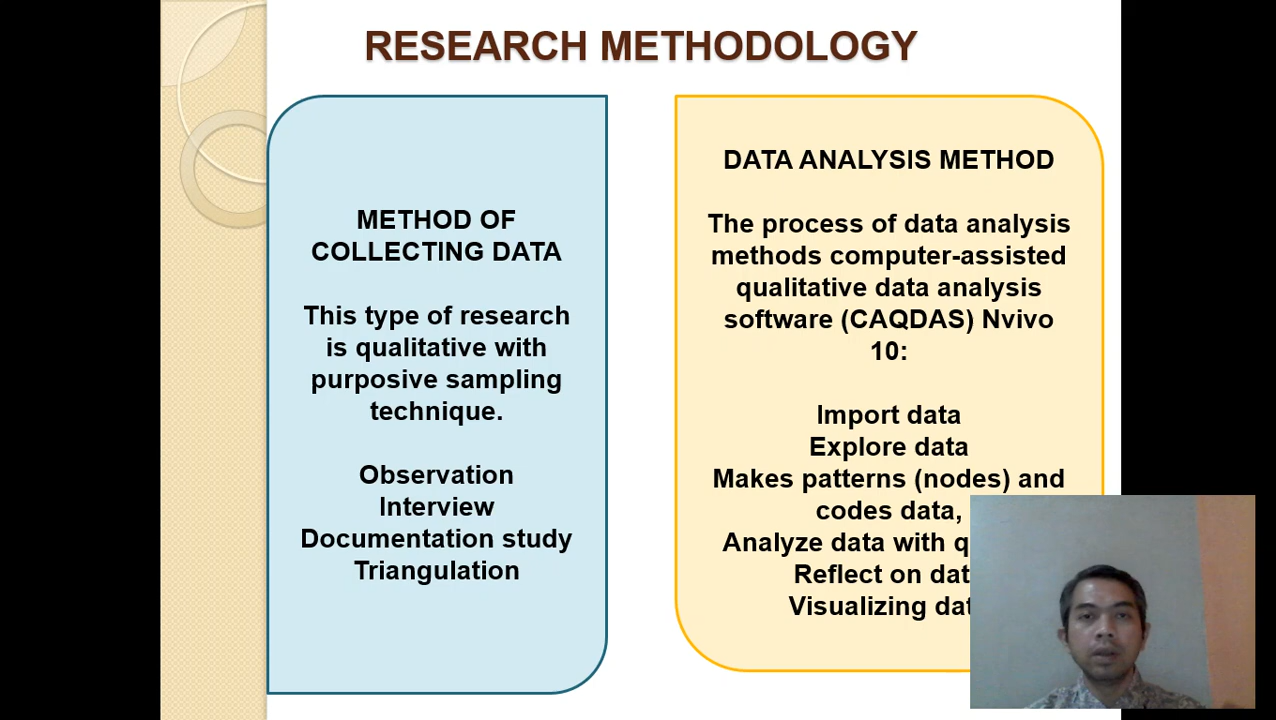 RESEARCH METHODOLOGY
METHOD OF
COLLECTING DATA
This type of research
is qualitative with
purposive sampling
technique.
Observation
Interview
Documentation study
Triangulation
DATA ANALYSIS METHOD
The process of data analysis
methods computer-assisted
qualitative data analysis
software (CAQDAS) Nvivo
10:
Import data
Explore data
Makes patterns (nodes) and
codes data,
Analyze data with
Reflect on
Visualizing